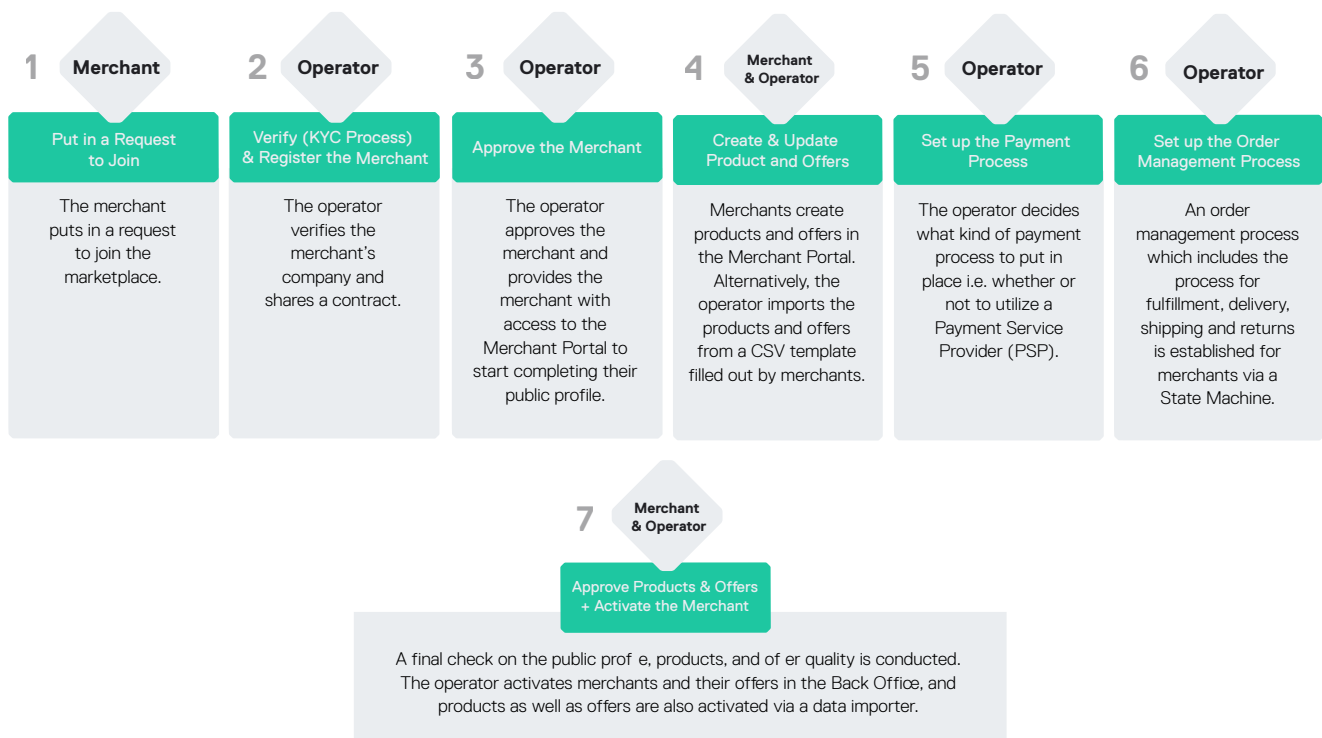 1
Merchant
Put in a Request
to Join
The merchant
puts in a request
to join the
marketplace.
2
Operator
Verify (KYC Process)
& Register the Merchant
The operator
verifies the
merchant's
company and
shares a contract.
3
Operator
Approve the Merchant
The operator
approves the
merchant and
provides the
merchant with
access to the
Merchant Portal to
start completing their
public profile.
4
Merchant
& Operator
Create & Update
Product and Offers
Merchants create
products and offers in
the Merchant Portal.
Alternatively, the
operator imports the
products and offers
from a CSV template
filled out by merchants.
5
Operator
Set up the Payment
Process
The operator decides
what kind of payment
process to put in
place i.e. whether or
not to utilize a
Payment Service
Provider (PSP).
6
Operator
Set up the Order
Management Process
An order
management process
which includes the
process for
fulfillment, delivery,
shipping and returns
is established for
merchants via a
State Machine.
7
Merchant
& Operator
Approve Products & Offers
+ Activate the Merchant
A final check on the public prof e, products, and of er quality is conducted.
The operator activates merchants and their offers in the Back Office, and
products as well as offers are also activated via a data importer.